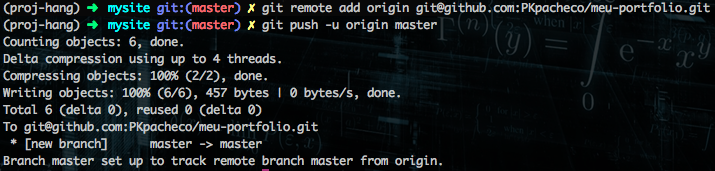 (proj-hang) ➜ mysite git:(master) ✗ git remote add origin git@github.com:PKpacheco/meu-portfolio.git
(proj-hang) ➜ mysite git:(master) ✗ git push -u origin master
Counting objects: 6, done.
Delta compression using up to 4 threads.
Compressing objects: 100% (2/2), done.
Writing objects: 100% (6/6), 457 bytes | 0 bytes/s, done.
Total 6 (delta 0), reused 0 (delta 0)
To git@github.com:PKpacheco/meu-portfolio.git
 * [new branch]      master -> master
Branch master set up to track remote branch master from origin.